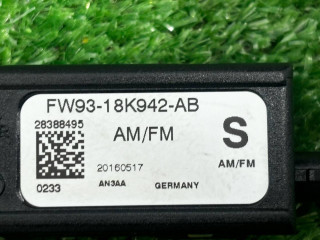 FW93-18K942-AB
28388495
AM/FM
S
AM/FM
20160517
0233
AN3AA
GERMANY